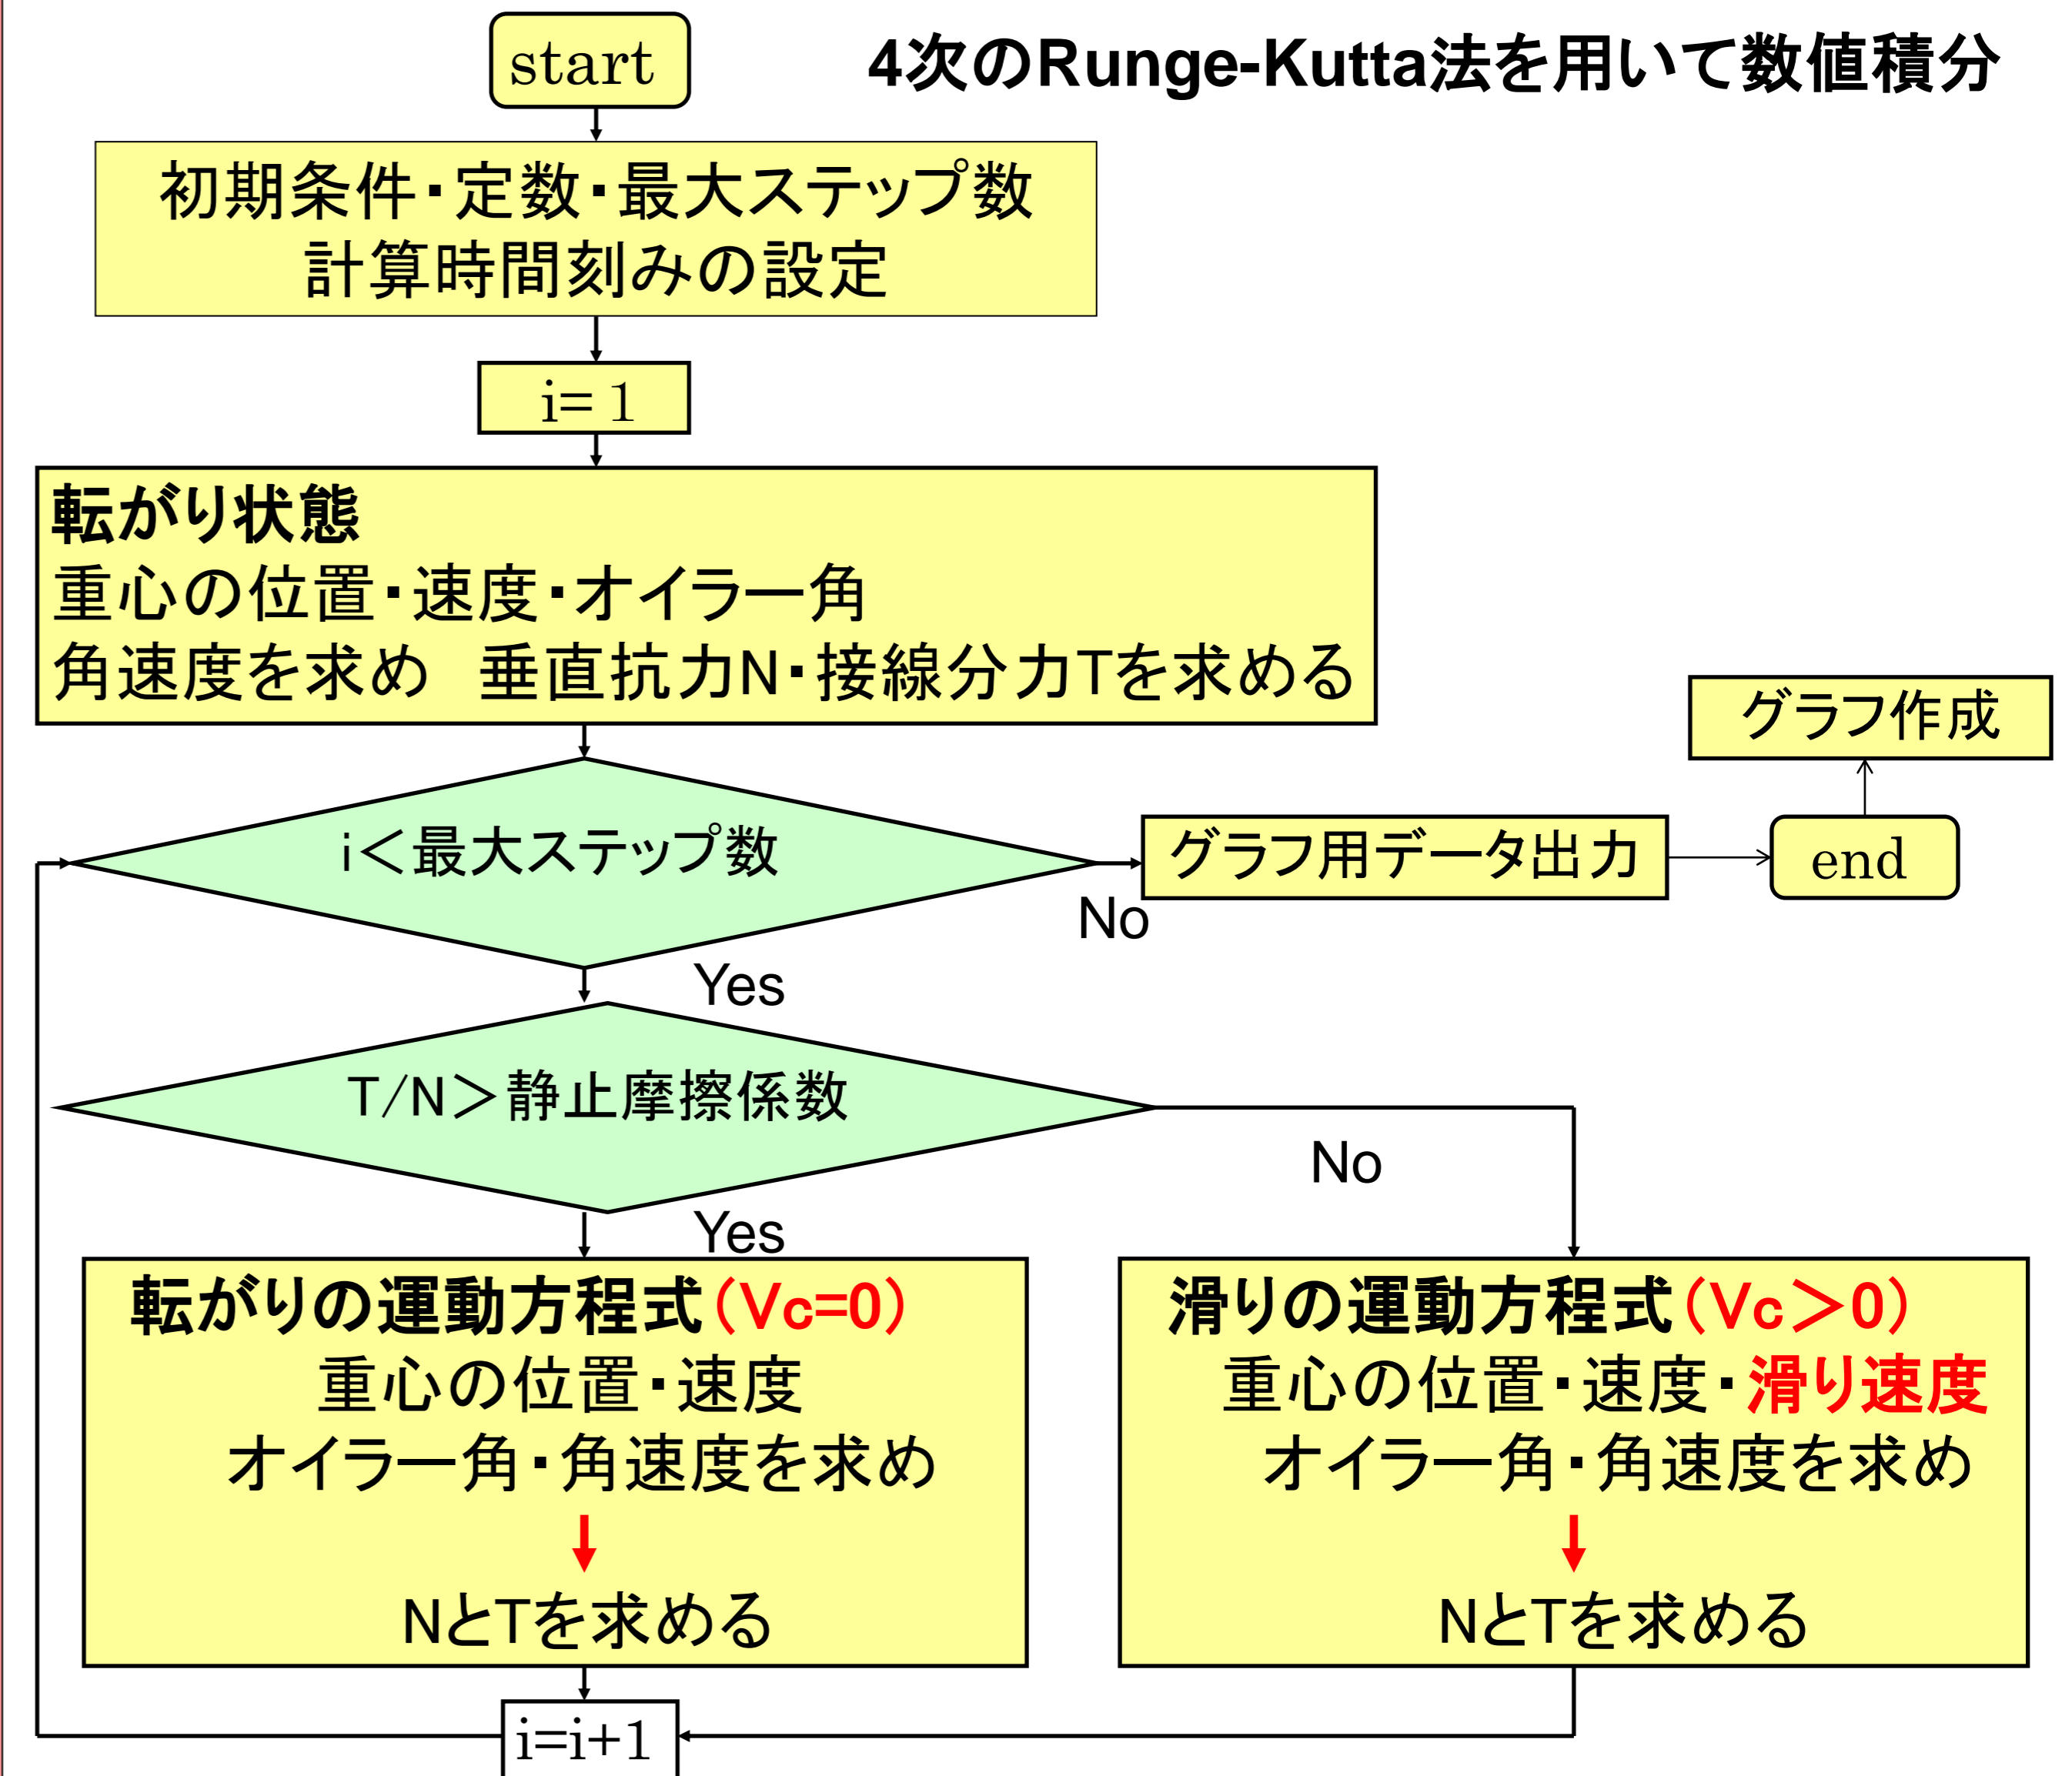 start
4次のRunge-Kutta法を用いて数値積分
初期条件・定数・最大ステップ数
計算時間刻みの設定
i=１
転がり状態
重心の位置・速度・オイラー角
角速度を求め　垂直抗力N・接線分力Tを求める
グラフ作成
i＜最大ステップ数
グラフ用データ出力
end
No
Yes
T/N＞静止摩擦係数
No
Yes
転がりの運動方程式（Vc=0）
重心の位置・速度
オイラー角・角速度を求め
NとTを求める
滑りの運動方程式（Vc＞0）
重心の位置・速度・滑り速度
オイラー角・角速度を求め
NとTを求める
i=i+1